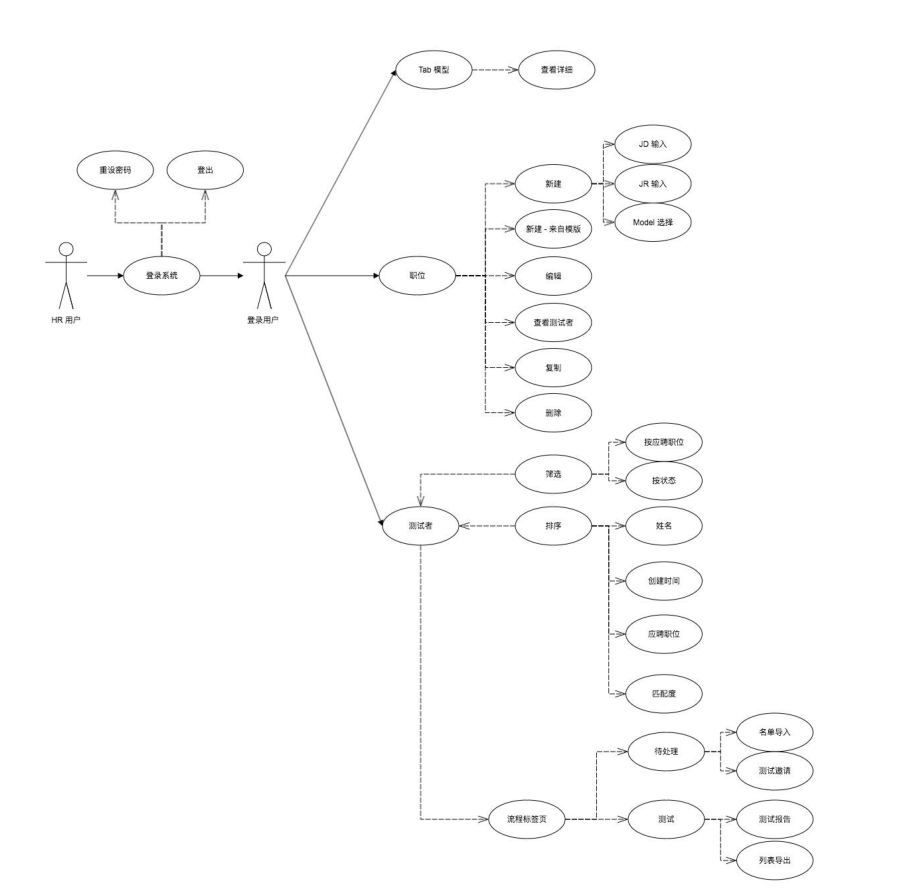 Tab 模型
查看详细
JD 输入
重设密码
登出
新建
JR 输入
Model 选择
新建 - 来自模版
登录系统
职位
编辑
HR 用户
登录用户
查看测试者
复制
删除
按应聘职位
筛选
按状态
测试者
排序
姓名
创建时间
应聘职位
匹配度
名单导入
待处理
测试邀请
流程标签页
测试
测试报告
列表导出